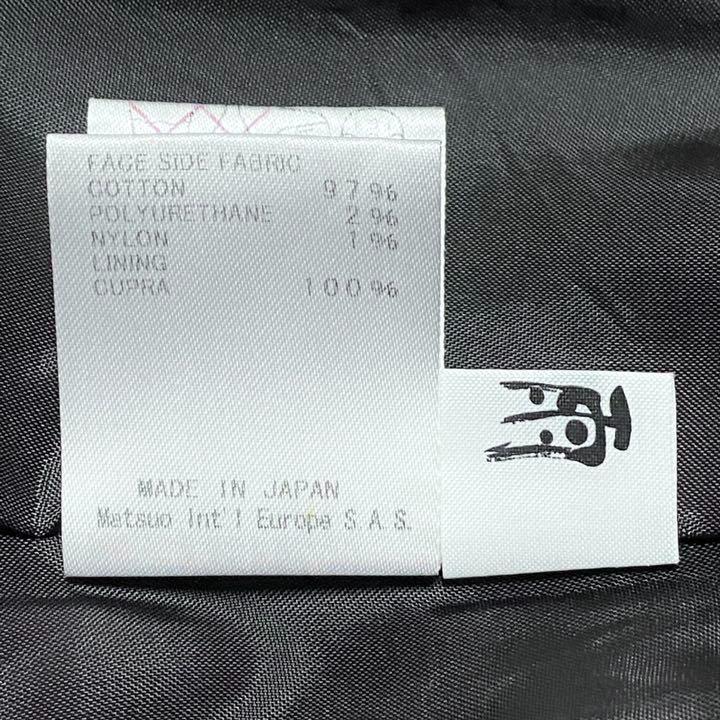 FACE SIDE FABRIC
COTTON 97%
POLYURETHANE 2%
NYLON 1%
LINING
CUPRA 100%
MADE IN JAPAN
Matsuo Int'l Europe S.A.S.